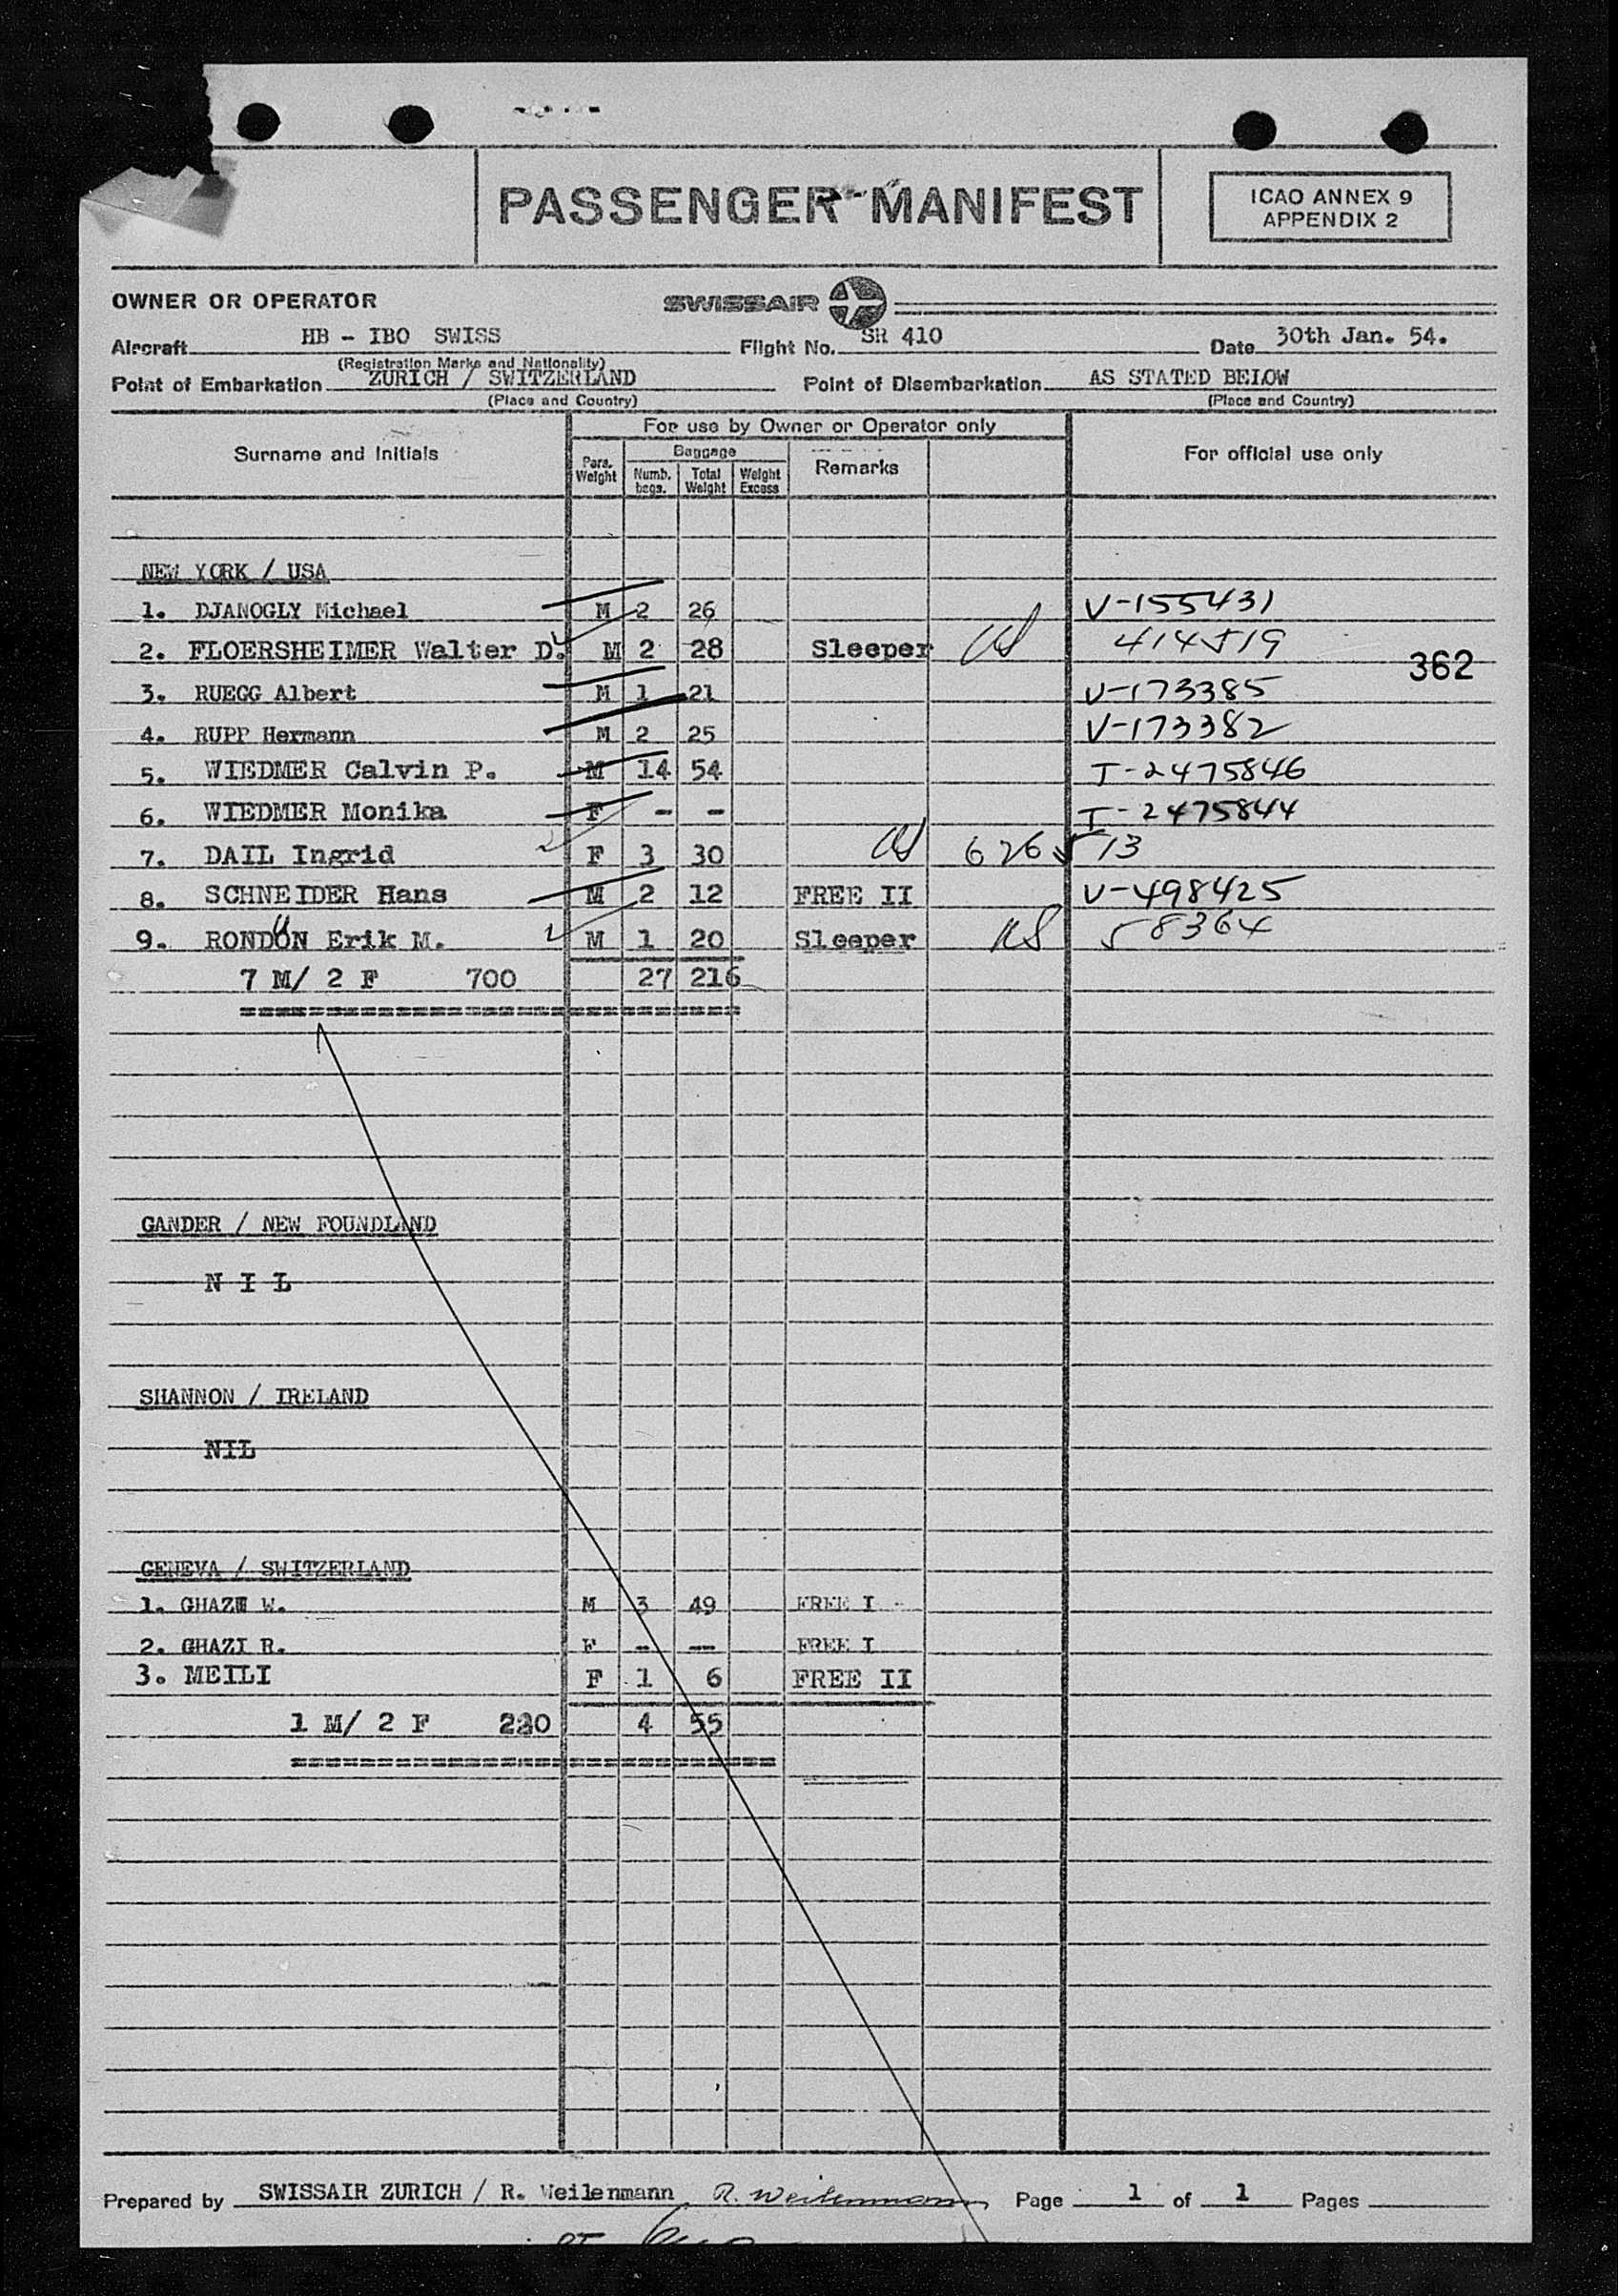 PASSENGER MANIFEST
ICAO ANNEX 9
APPENDIX 2
OWNER OR OPERATOR SWISSAIR
Aircraft HB - IBO SWISS Flight No. SR 410 Date 30th Jan. 54.
(Registration Marks and Nationality)
Point of Embarkation ZURICH / SWITZERLAND Point of Disembarkation AS STATED BELOW
(Place and Country) (Place and Country)
For use by Owner or Operator only
Surname and Initials Pars. Weight Baggage Numb. bags. Total Weight Weight Excess Remarks For official use only
NEW YORK / USA
1. DJANOGLY Michael M 2 26 V-155431
2. FLOERSHEIMER Walter D. M 2 28 Sleeper US 414519
362
3. RUEGG Albert M 1 21 V-173385
4. RUPP Hermann M 2 25 V-173382
5. WIEDMER Calvin P. M 14 54 T-2475846
6. WIEDMER Monika F - - T-2475844
7. DAIL Ingrid F 3 30 US 626513
8. SCHNEIDER Hans M 2 12 FREE II V-498425
9. RONDON Erik M. M 1 20 Sleeper US 58364
7 M/ 2 F 700 27 216
GANDER / NEW FOUNDLAND
N I L
SHANNON / IRELAND
NIL
GENEVA / SWITZERLAND
1. GHAZI W. M 3 49 FREE I
2. GHAZI R. F - -- FREE I
3. MEILI F 1 6 FREE II
1 M/ 2 F 220 4 55
Prepared by SWISSAIR ZURICH / R. Weilenmann R. Weilenmann Page 1 of 1 Pages